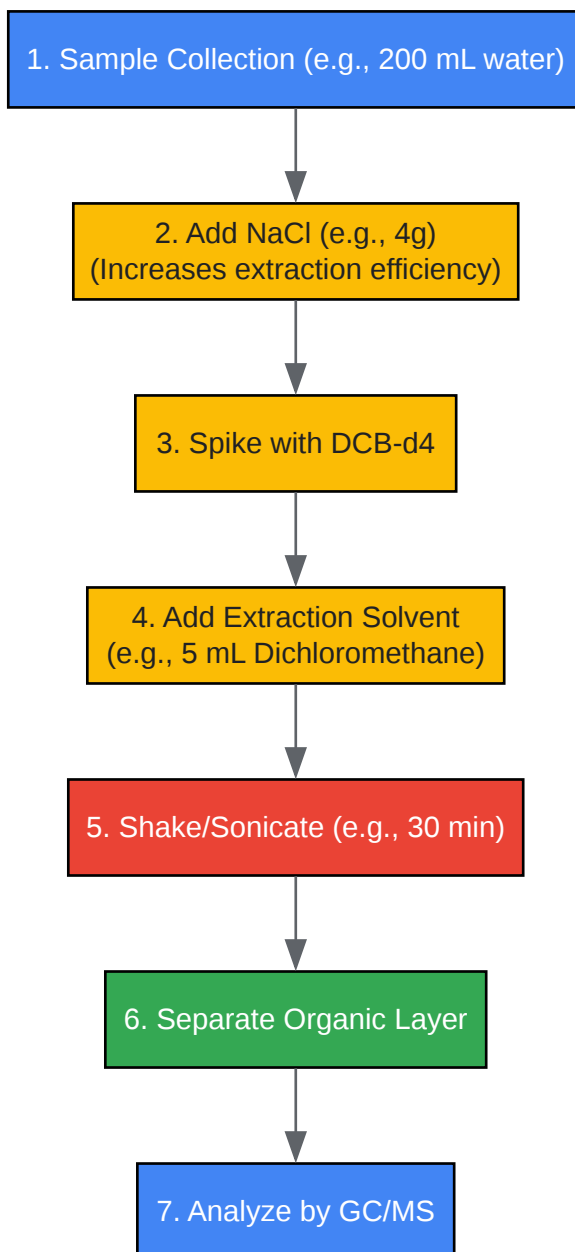 1. Sample Collection (e.g., 200 mL water)
2. Add NaCl (e.g., 4g)
(Increases extraction efficiency)
3. Spike with DCB-d4
4. Add Extraction Solvent
(e.g., 5 mL Dichloromethane)
5. Shake/Sonicate (e.g., 30 min)
6. Separate Organic Layer
7. Analyze by GC/MS